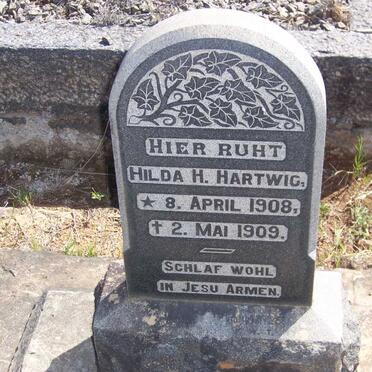 HIER RUHT
HILDA H. HARTWIG,
* 8. APRIL 1908,
† 2. MAI 1909.
SCHLAF WOHL
IN JESU ARMEN.